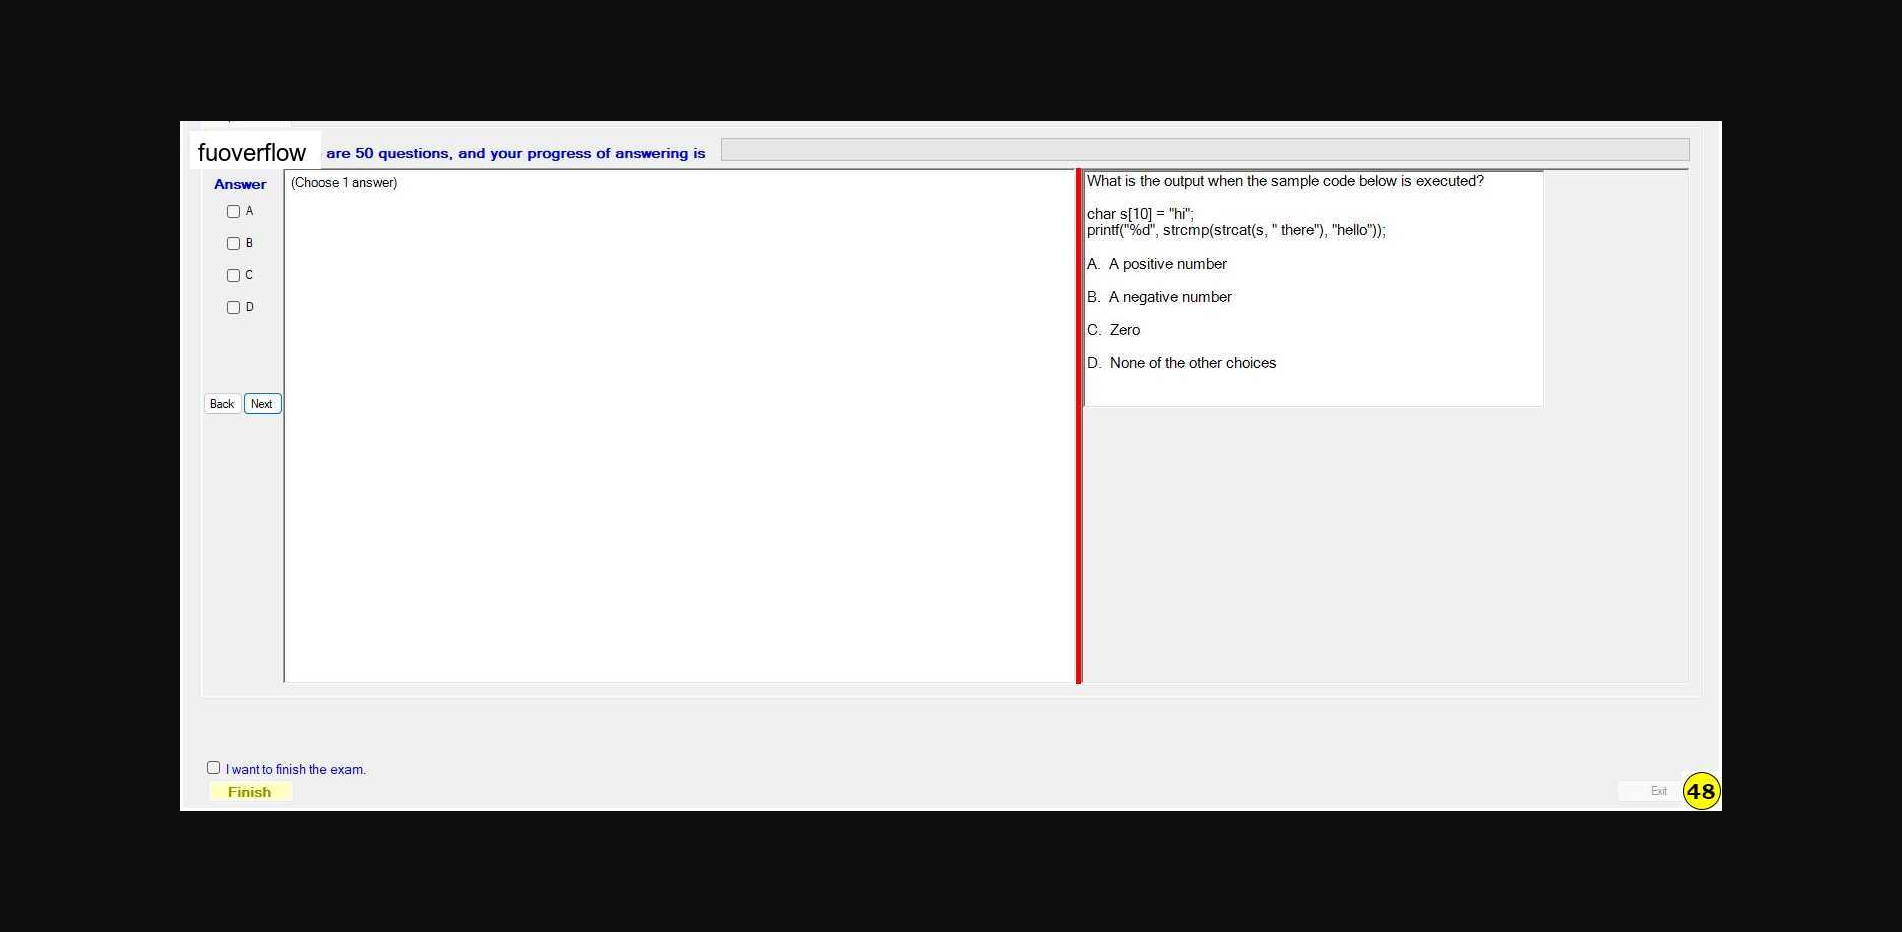 fuoverflow are 50 questions, and your progress of answering is
Answer
(Choose 1 answer)
A
B
C
D
Back Next
What is the output when the sample code below is executed?
char s[10] = "hi";
printf("%d", strcmp(strcat(s, " there"), "hello"));
A. A positive number
B. A negative number
C. Zero
D. None of the other choices
I want to finish the exam.
Finish
Exit
48